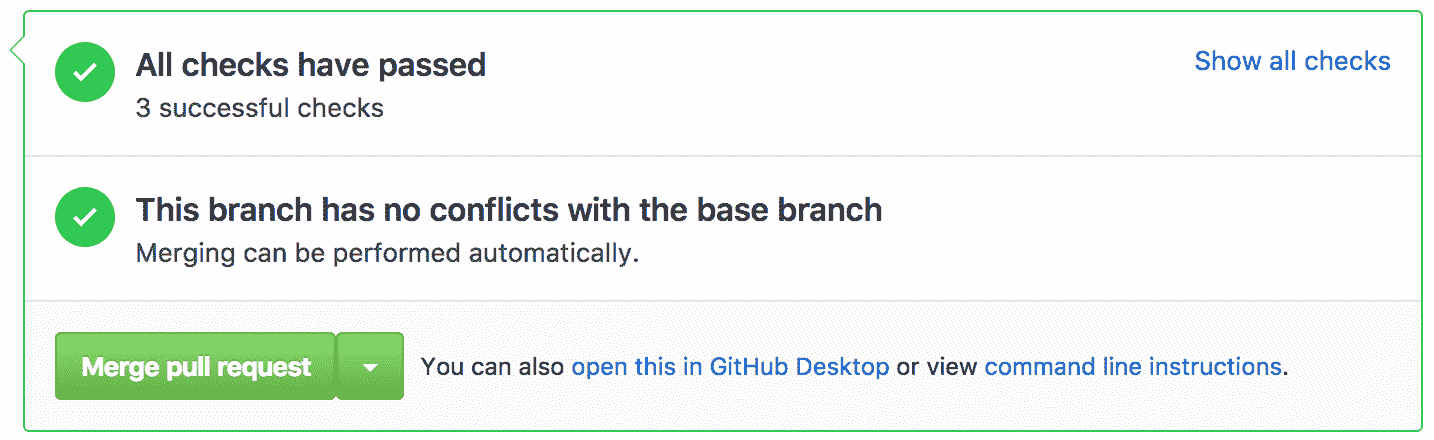 All checks have passed
Show all checks
3 successful checks
This branch has no conflicts with the base branch
Merging can be performed automatically.
Merge pull request
You can also open this in GitHub Desktop or view command line instructions.